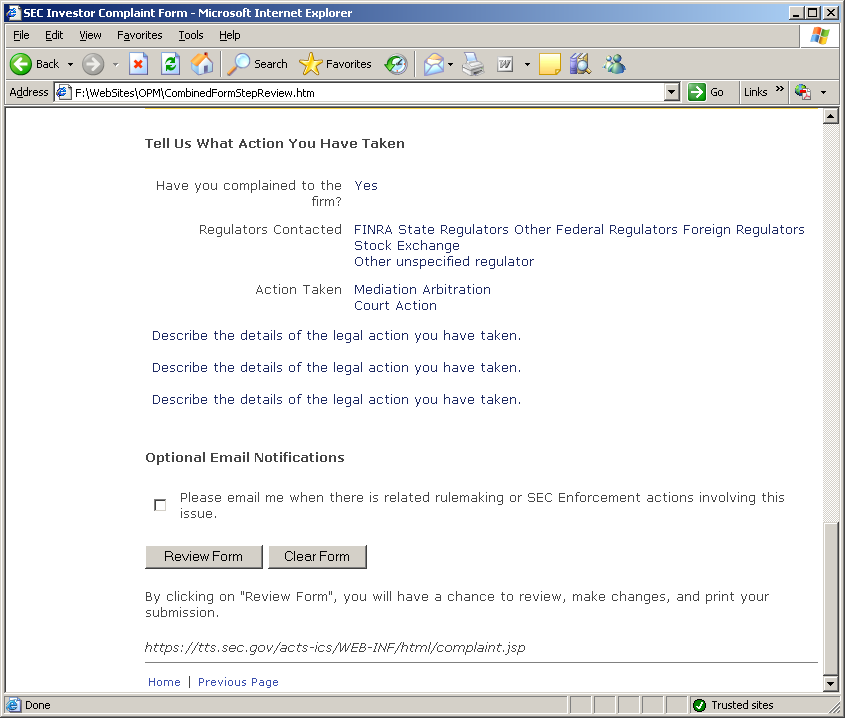 SEC Investor Complaint Form - Microsoft Internet Explorer
File Edit View Favorites Tools Help
Back Search Favorites W
Address F:\WebSites\OPM\CombinedFormStepReview.htm Go Links »
Tell Us What Action You Have Taken
Have you complained to the Yes
firm?
Regulators Contacted FINRA State Regulators Other Federal Regulators Foreign Regulators
Stock Exchange
Other unspecified regulator
Action Taken Mediation Arbitration
Court Action
Describe the details of the legal action you have taken.
Describe the details of the legal action you have taken.
Describe the details of the legal action you have taken.
Optional Email Notifications
Please email me when there is related rulemaking or SEC Enforcement actions involving this
issue.
Review Form Clear Form
By clicking on "Review Form", you will have a chance to review, make changes, and print your
submission.
https://tts.sec.gov/acts-ics/WEB-INF/html/complaint.jsp
Home | Previous Page
Done Trusted sites